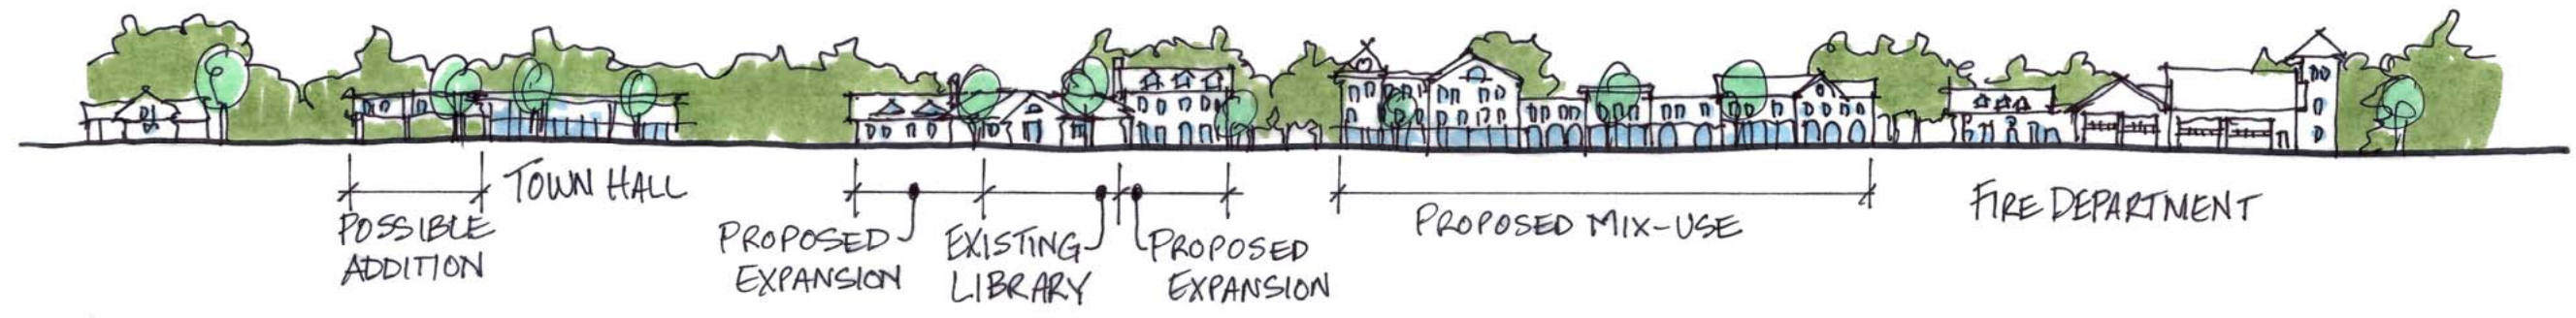 POSSIBLE
ADDITION
TOWN HALL
PROPOSED
EXPANSION
EXISTING
LIBRARY
PROPOSED
EXPANSION
PROPOSED MIX-USE
FIRE DEPARTMENT